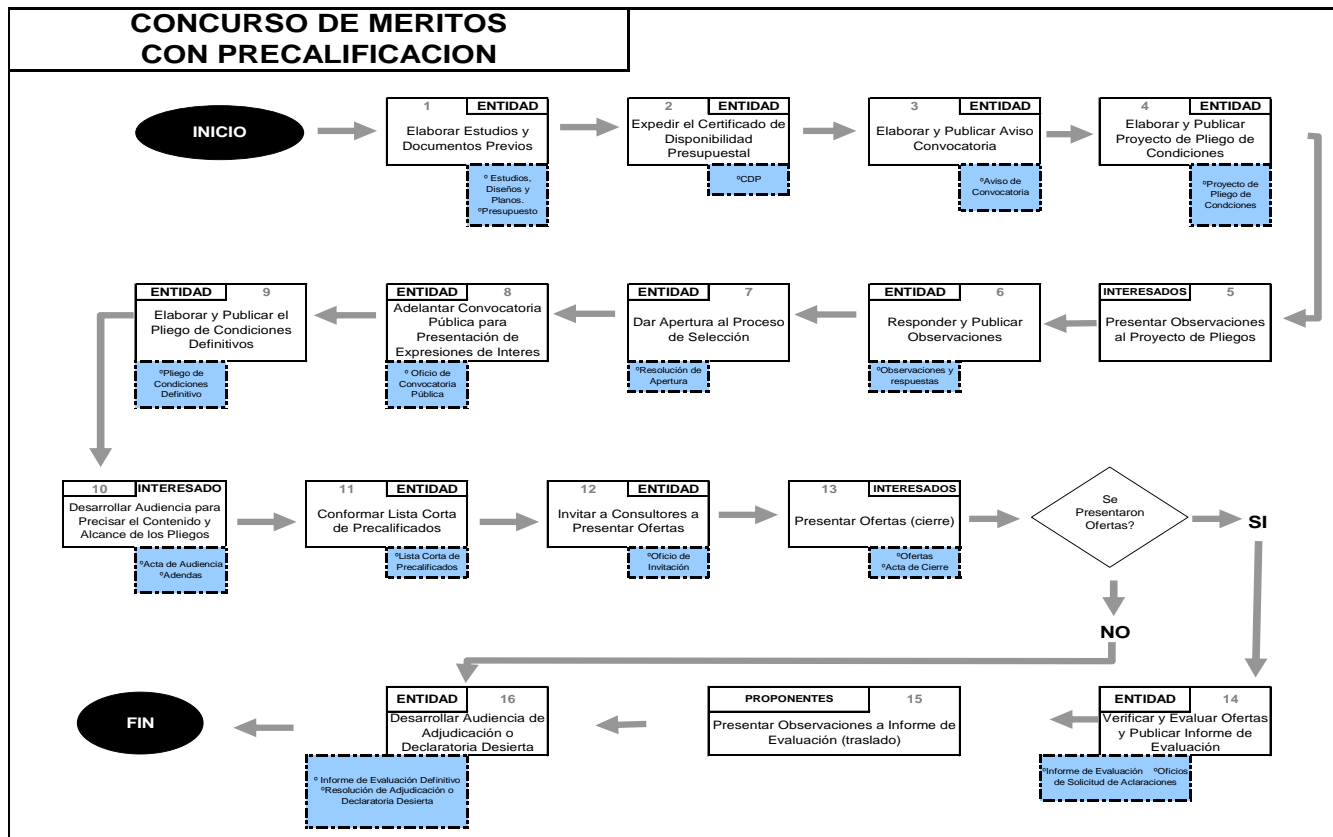 CONCURSO DE MERITOS
CON PRECALIFICACION
INICIO
1 ENTIDAD
Elaborar Estudios y
Documentos Previos
º Estudios,
Diseños y
Planos.
ºPresupuesto
2 ENTIDAD
Expedir el Certificado de
Disponibilidad
Presupuestal
ºCDP
3 ENTIDAD
Elaborar y Publicar Aviso
Convocatoria
ºAviso de
Convocatoria
4 ENTIDAD
Elaborar y Publicar
Proyecto de Pliego de
Condiciones
ºProyecto de
Pliego de
Condciones
INTERESADOS 5
Presentar Observaciones
al Proyecto de Pliegos
ENTIDAD 6
Responder y Publicar
Observaciones
ºObservaciones y
respuestas
ENTIDAD 7
Dar Apertura al Proceso
de Selección
ºResolución de
Apertura
ENTIDAD 8
Adelantar Convocatoria
Pública para
Presentación de
Expresiones de Interes
º Oficio de
Convocatoria
Pública
ENTIDAD 9
Elaborar y Publicar el
Pliego de Condiciones
Definitivos
ºPliego de
Condiciones
Definitivo
10 INTERESADO
Desarrollar Audiencia para
Precisar el Contenido y
Alcance de los Pliegos
ºActa de Audiencia
ºAdendas
11 ENTIDAD
Conformar Lista Corta
de Precalificados
ºLista Corta de
Precalificados
12 ENTIDAD
Invitar a Consultores a
Presentar Ofertas
ºOficio de
Invitación
13 INTERESADOS
Presentar Ofertas (cierre)
ºOfertas
ºActa de Cierre
Se
Presentaron
Ofertas?
SI
NO
ENTIDAD 14
Verificar y Evaluar Ofertas
y Publicar Informe de
Evaluación
ºInforme de Evaluación ºOficios
de Solicitud de Aclaraciones
PROPONENTES 15
Presentar Observaciones a Informe de
Evaluación (traslado)
ENTIDAD 16
Desarrollar Audiencia de
Adjudicación o
Declaratoria Desierta
º Informe de Evaluación Definitivo
ºResolución de Adjudicación o
Declaratoria Desierta
FIN